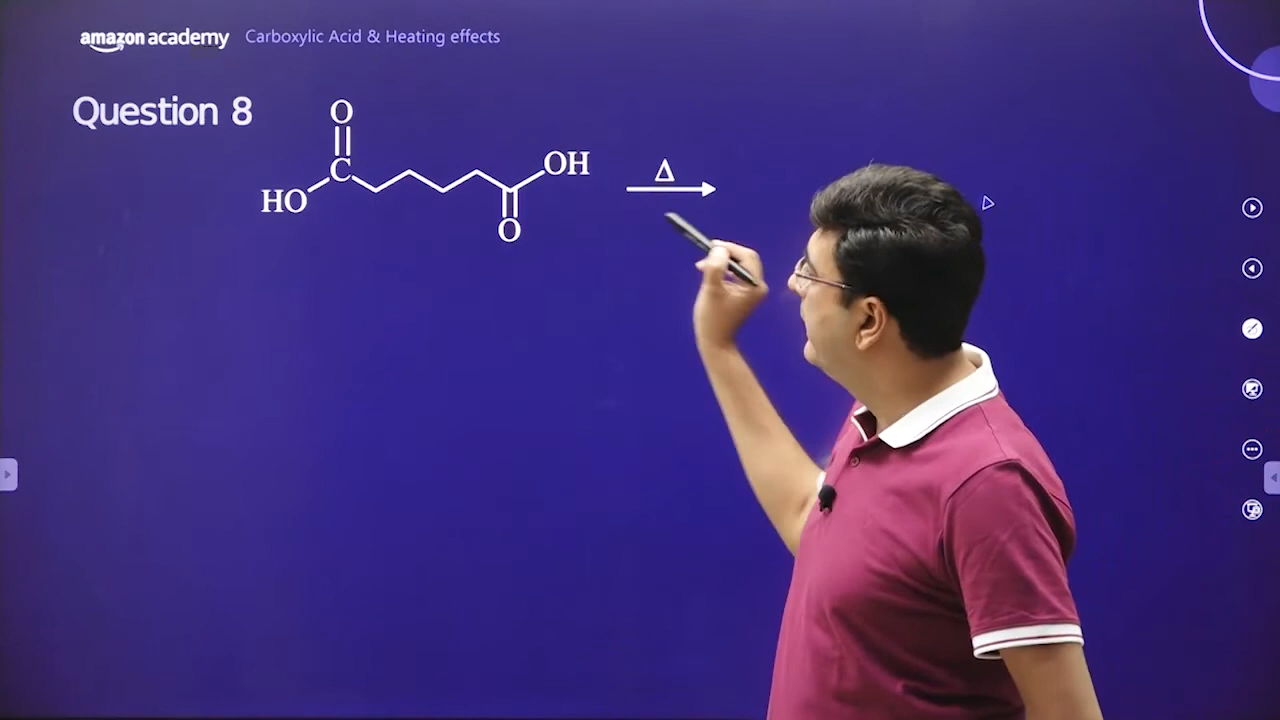 amazon academy Carboxylic Acid & Heating effects
Question 8
O
C
HO
OH
O
Δ